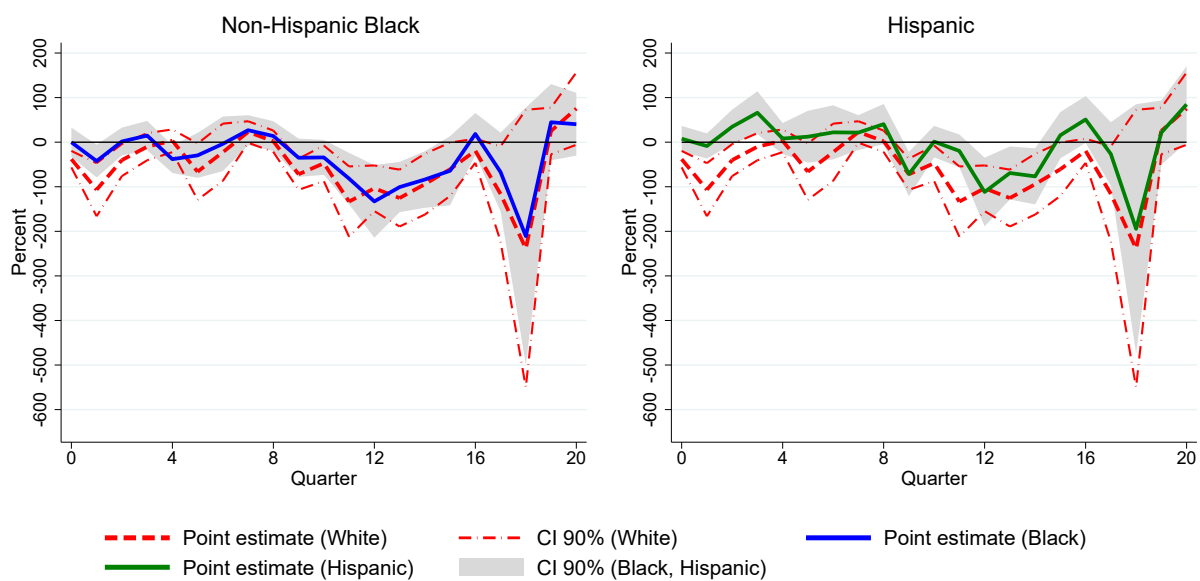 Non-Hispanic Black
Percent
200
100
0
-100
-200
-300
-400
-500
-600
0 4 8 12 16 20
Quarter
Hispanic
Percent
200
100
0
-100
-200
-300
-400
-500
-600
0 4 8 12 16 20
Quarter
Point estimate (White) CI 90% (White) Point estimate (Black)
Point estimate (Hispanic) CI 90% (Black, Hispanic)